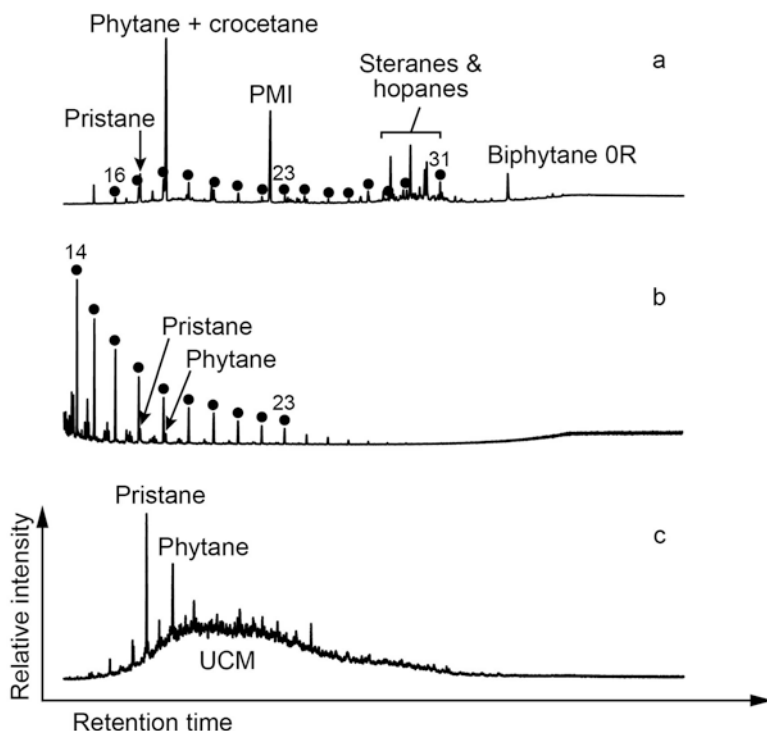 Phytane + crocetane
a
Steranes &
hopanes
PMI
Pristane
16
23
31
Biphytane 0R
14
b
Pristane
Phytane
23
Pristane
c
Phytane
UCM
Relative intensity
Retention time